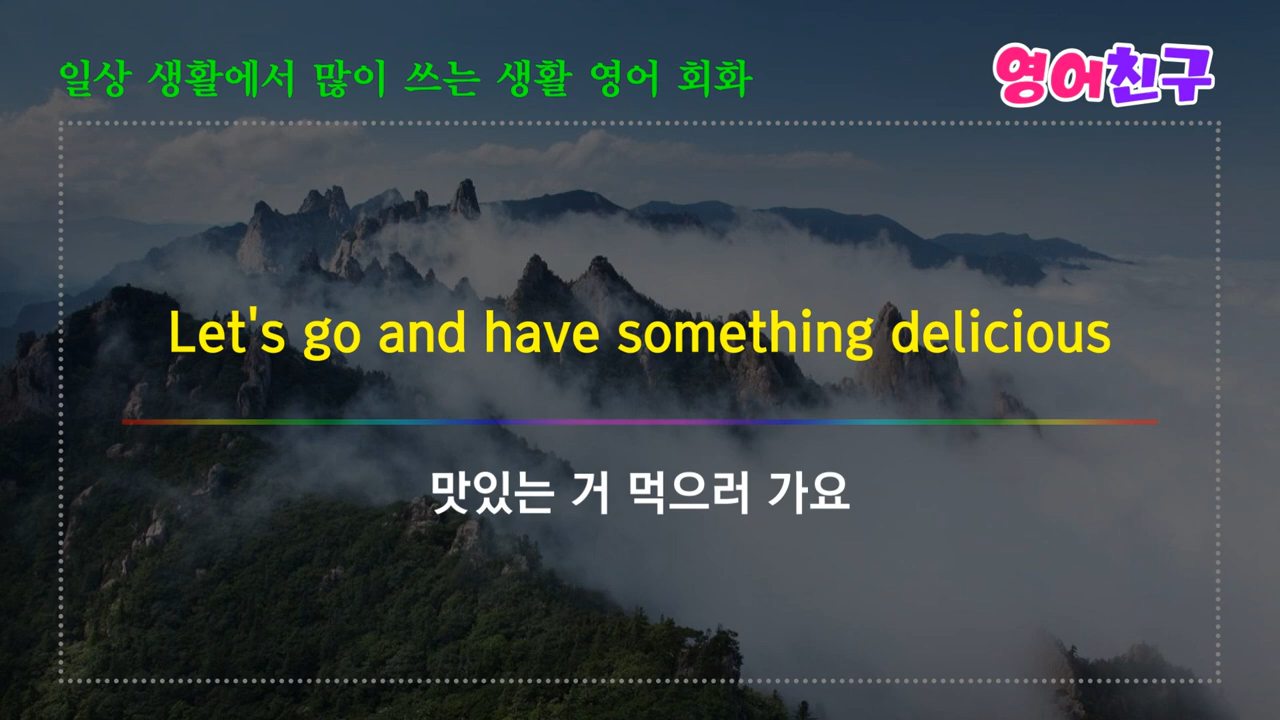 일상 생활에서 많이 쓰는 생활 영어 회화
영어친구
Let's go and have something delicious
맛있는 거 먹으러 가요